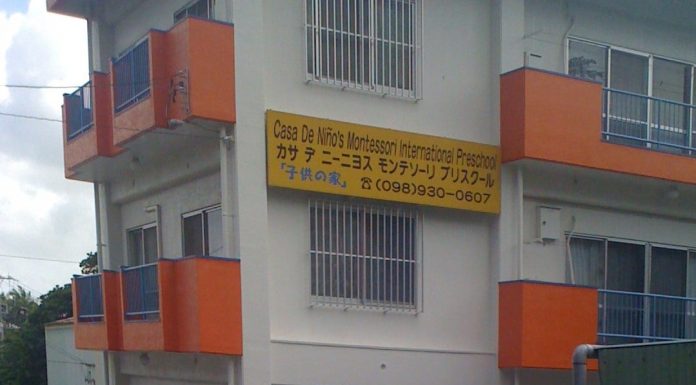 Casa De Niño's Montessori International Preschool
カサ デ ニーニヨス モンテソーリ プリスクール
「子供の家」 ☎(098)930-0607